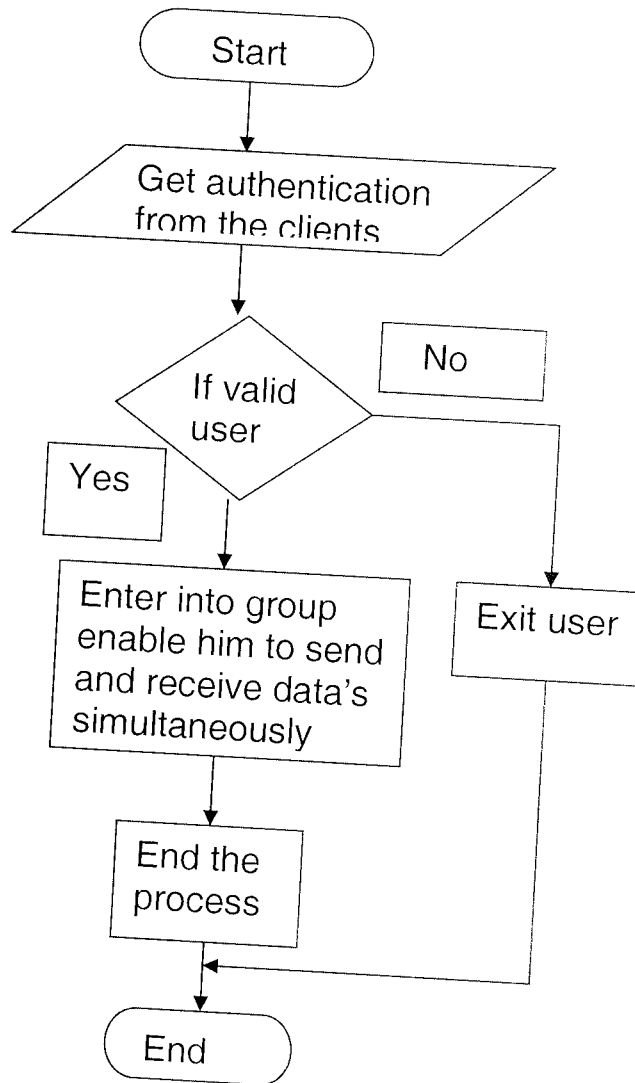 Start
Get authentication
from the clients
If valid
user
No
Yes
Enter into group
enable him to send
and receive data's
simultaneously
Exit user
End the
process
End